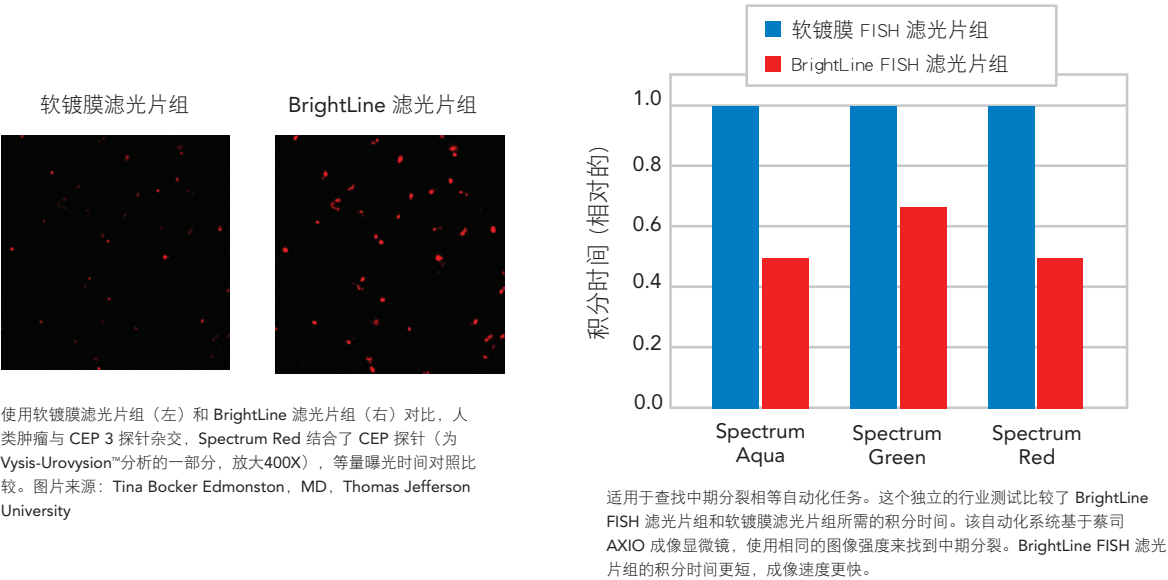 软镀膜滤光片组
BrightLine 滤光片组
使用软镀膜滤光片组（左）和 BrightLine 滤光片组（右）对比，人
类肿瘤与 CEP 3 探针杂交，Spectrum Red 结合了 CEP 探针（为
Vysis-Urovysion™分析的一部分，放大400X），等量曝光时间对照比
较。图片来源：Tina Bocker Edmonston，MD，Thomas Jefferson
University
软镀膜 FISH 滤光片组
BrightLine FISH 滤光片组
积分时间 (相对的)
1.0
0.8
0.6
0.4
0.2
0.0
Spectrum
Aqua
Spectrum
Green
Spectrum
Red
适用于查找中期分裂相等自动化任务。这个独立的行业测试比较了 BrightLine
FISH 滤光片组和软镀膜滤光片组所需的积分时间。该自动化系统基于蔡司
AXIO 成像显微镜，使用相同的图像强度来找到中期分裂。BrightLine FISH 滤光
片组的积分时间更短，成像速度更快。